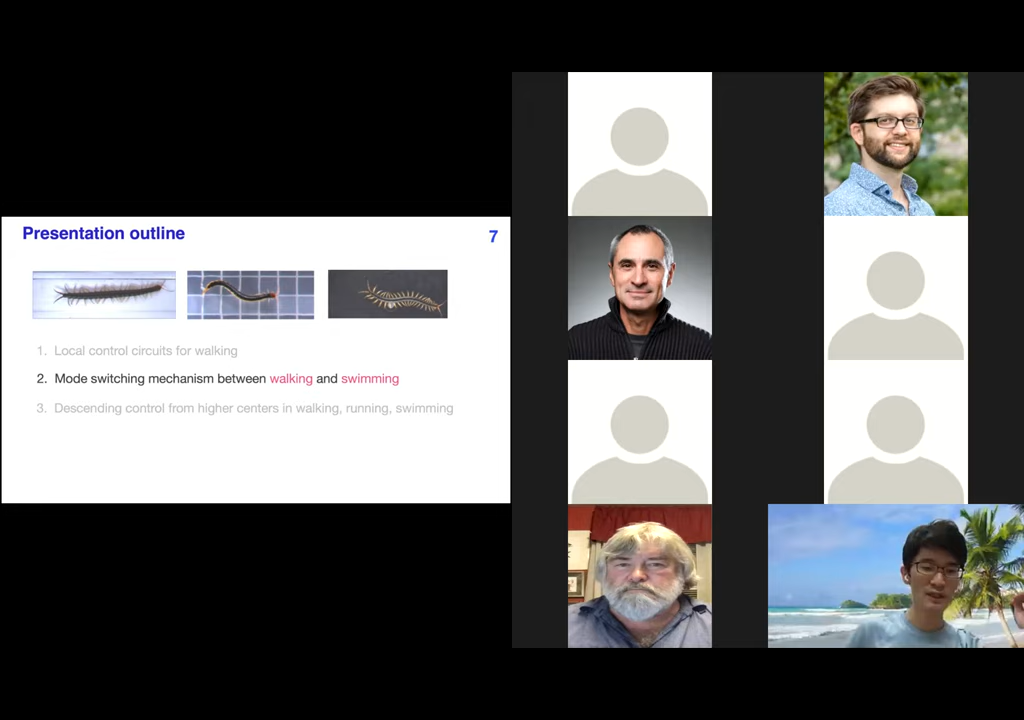 Presentation outline
7
1. Local control circuits for walking
2. Mode switching mechanism between walking and swimming
3. Descending control from higher centers in walking, running, swimming